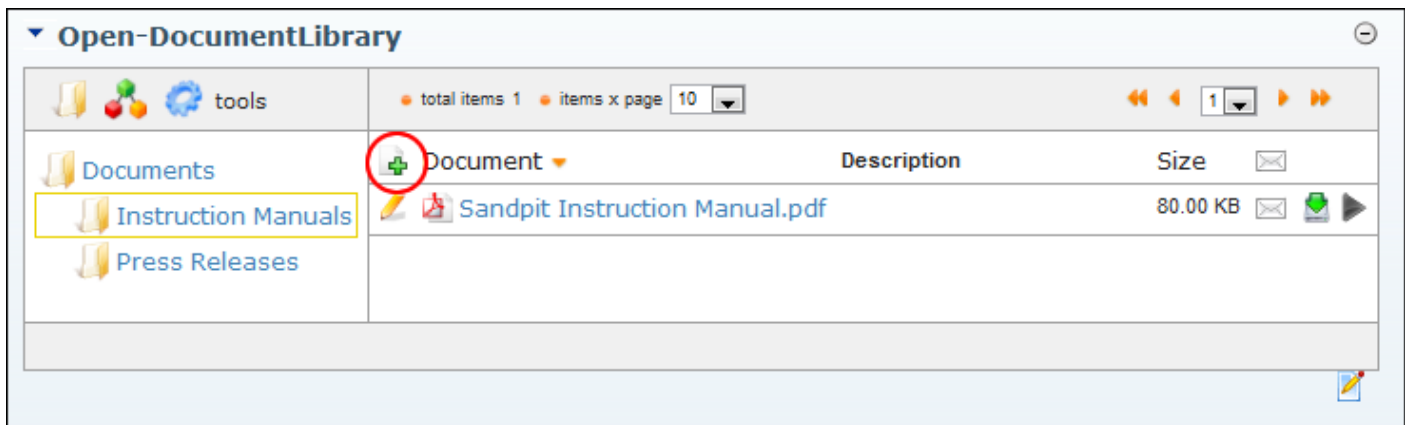 Open-DocumentLibrary
tools
total items 1 items x page 10
1
Documents
Instruction Manuals
Press Releases
Document Description Size
Sandpit Instruction Manual.pdf 80.00 KB